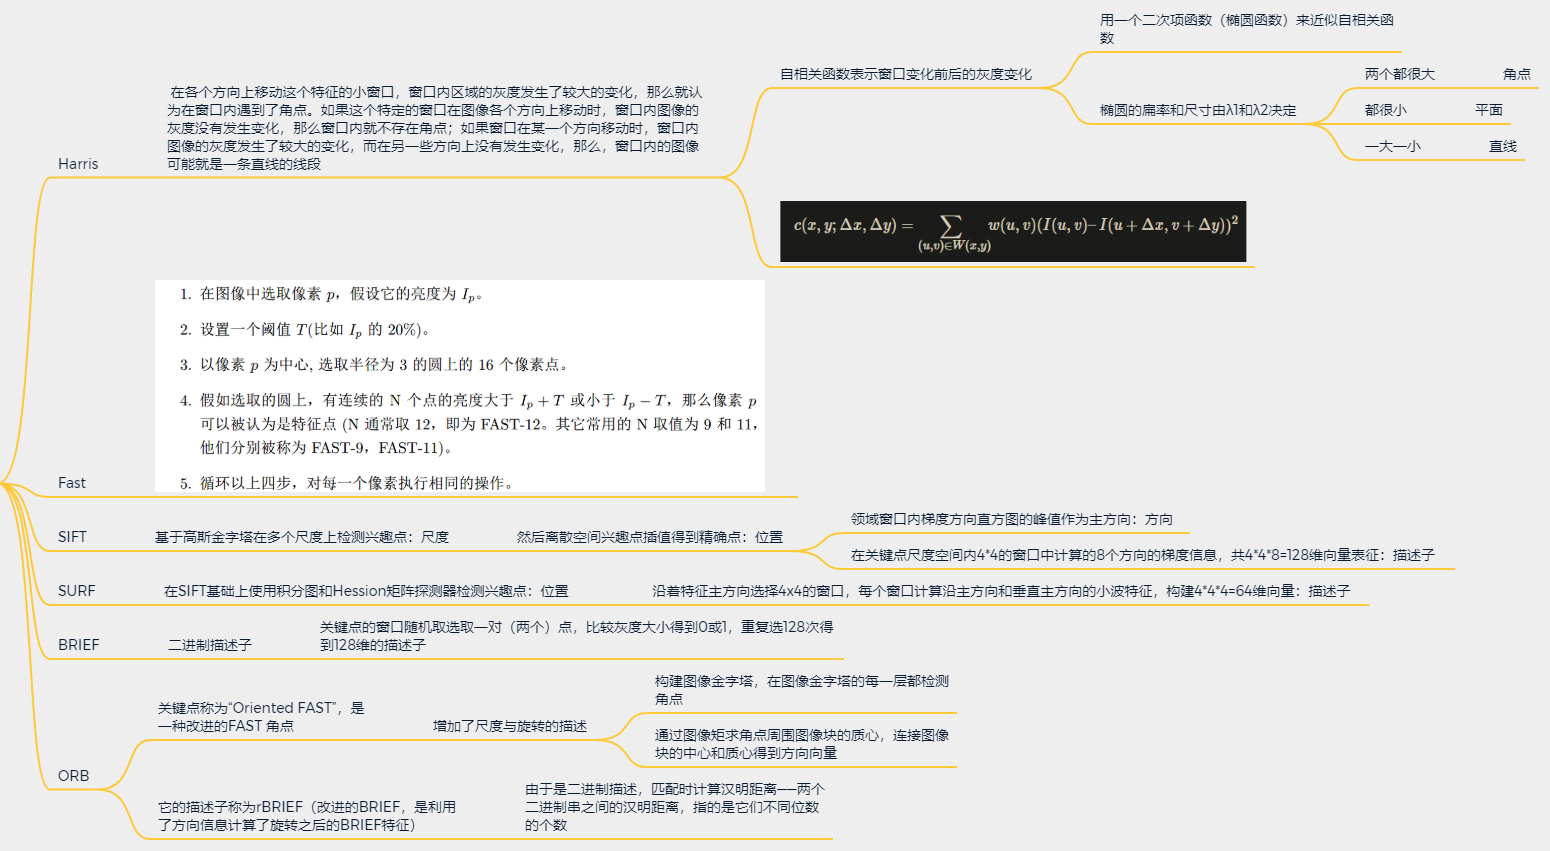 Harris
在各个方向上移动这个特征的小窗口，窗口内区域的灰度发生了较大的变化，那么就认
为在窗口内遇到了角点。如果这个特定的窗口在图像各个方向上移动时，窗口内图像的
灰度没有发生变化，那么窗口内就不存在角点；如果窗口在某一个方向移动时，窗口内
图像的灰度发生了较大的变化，而在另一些方向上没有发生变化，那么，窗口内的图像
可能就是一条直线的线段
自相关函数表示窗口变化前后的灰度变化
用一个二次项函数（椭圆函数）来近似自相关函
数
椭圆的扁率和尺寸由λ1和λ2决定
两个都很大 角点
都很小 平面
一大一小 直线
c(x, y; Δx, Δy) = ∑ w(u, v)(I(u, v)– I(u + Δx, v + Δy))²
(u,v)∈W(x,y)
Fast
1. 在图像中选取像素 p，假设它的亮度为 Iₚ。
2. 设置一个阈值 T(比如 Iₚ 的 20%)。
3. 以像素 p 为中心, 选取半径为 3 的圆上的 16 个像素点。
4. 假如选取的圆上，有连续的 N 个点的亮度大于 Iₚ + T 或小于 Iₚ − T，那么像素 p
可以被认为是特征点 (N 通常取 12，即为 FAST-12。其它常用的 N 取值为 9 和 11，
他们分别被称为 FAST-9，FAST-11)。
5. 循环以上四步，对每一个像素执行相同的操作。
SIFT
基于高斯金字塔在多个尺度上检测兴趣点：尺度
然后离散空间兴趣点插值得到精确点：位置
领域窗口内梯度方向直方图的峰值作为主方向：方向
在关键点尺度空间内4*4的窗口中计算的8个方向的梯度信息，共4*4*8=128维向量表征：描述子
SURF
在SIFT基础上使用积分图和Hession矩阵探测器检测兴趣点：位置
沿着特征主方向选择4x4的窗口，每个窗口计算沿主方向和垂直主方向的小波特征，构建4*4*4=64维向量：描述子
BRIEF
二进制描述子
关键点的窗口随机取选取一对（两个）点，比较灰度大小得到0或1，重复选128次得
到128维的描述子
ORB
关键点称为“Oriented FAST”，是
一种改进的FAST 角点
增加了尺度与旋转的描述
构建图像金字塔，在图像金字塔的每一层都检测
角点
通过图像矩求角点周围图像块的质心，连接图像
块的中心和质心得到方向向量
它的描述子称为rBRIEF（改进的BRIEF，是利用
了方向信息计算了旋转之后的BRIEF特征）
由于是二进制描述，匹配时计算汉明距离——两个
二进制串之间的汉明距离，指的是它们不同位数
的个数